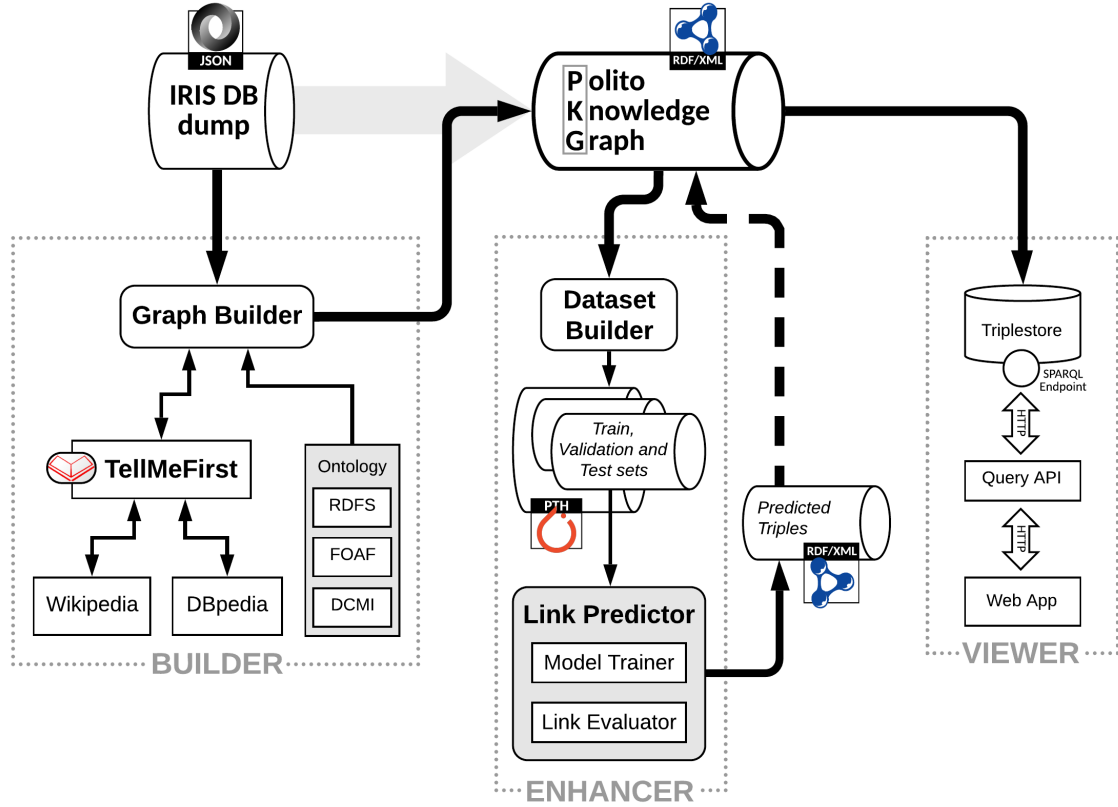 JSON
IRIS DB
dump
RDF/XML
Polito
Knowledge
Graph
Graph Builder
TellMeFirst
Wikipedia
DBpedia
Ontology
RDFS
FOAF
DCMI
BUILDER
Dataset
Builder
Train,
Validation and
Test sets
PTH
Link Predictor
Model Trainer
Link Evaluator
ENHANCER
Predicted
Triples
RDF/XML
Triplestore
SPARQL
Endpoint
HTTP
Query API
HTTP
Web App
VIEWER